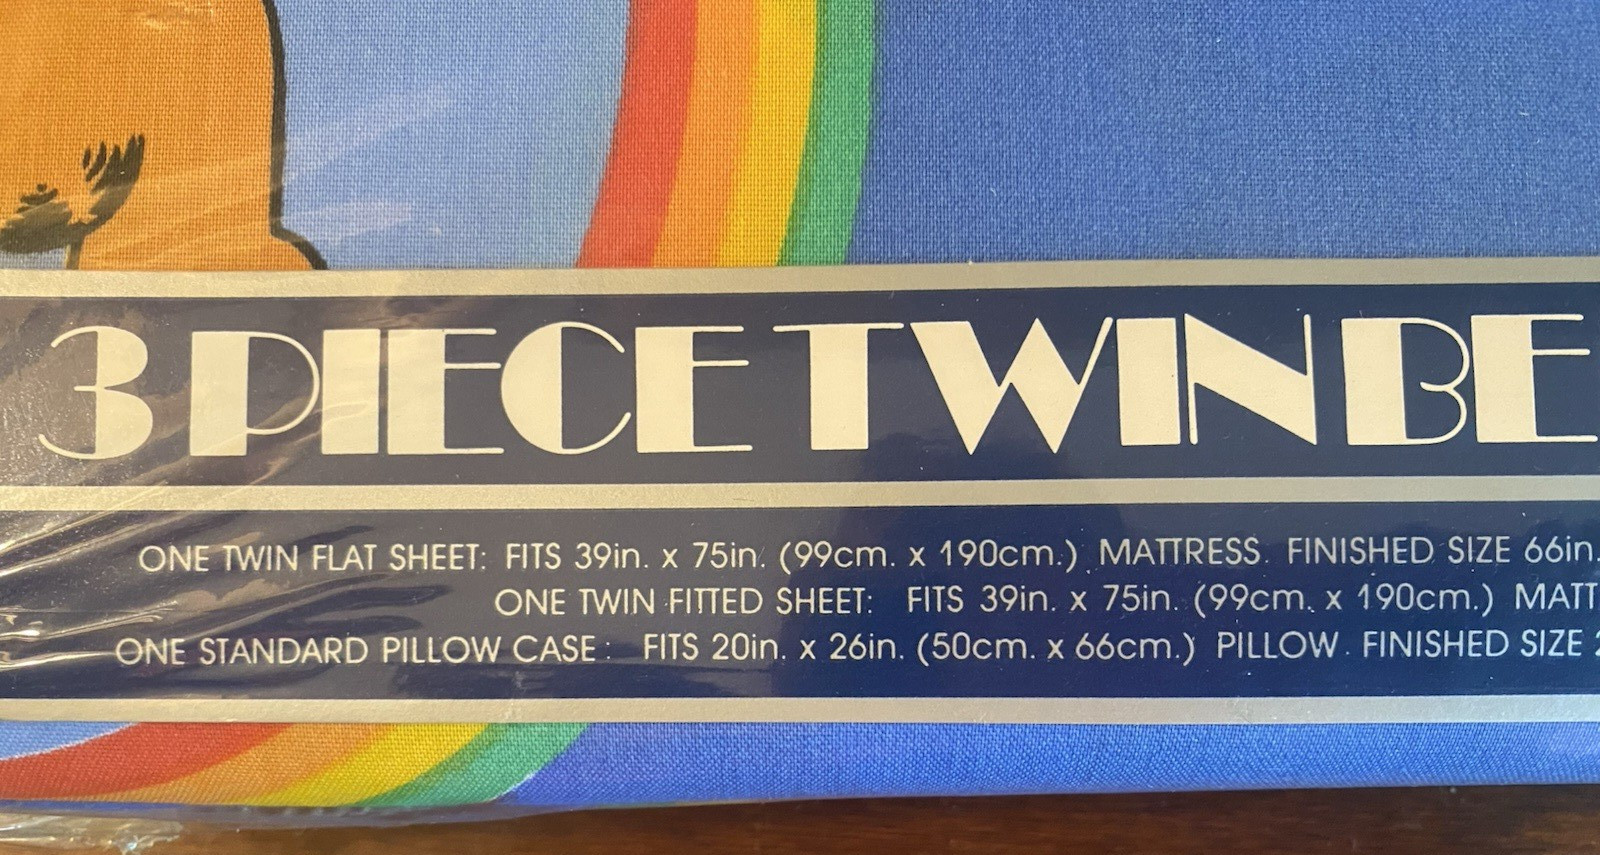 3 PIECE TWIN BE
ONE TWIN FLAT SHEET: FITS 39in. x 75in. (99cm. x 190cm.) MATTRESS. FINISHED SIZE 66in.
ONE TWIN FITTED SHEET: FITS 39in. x 75in. (99cm. x 190cm.) MATT
ONE STANDARD PILLOW CASE: FITS 20in. x 26in. (50cm. x 66cm.) PILLOW. FINISHED SIZE